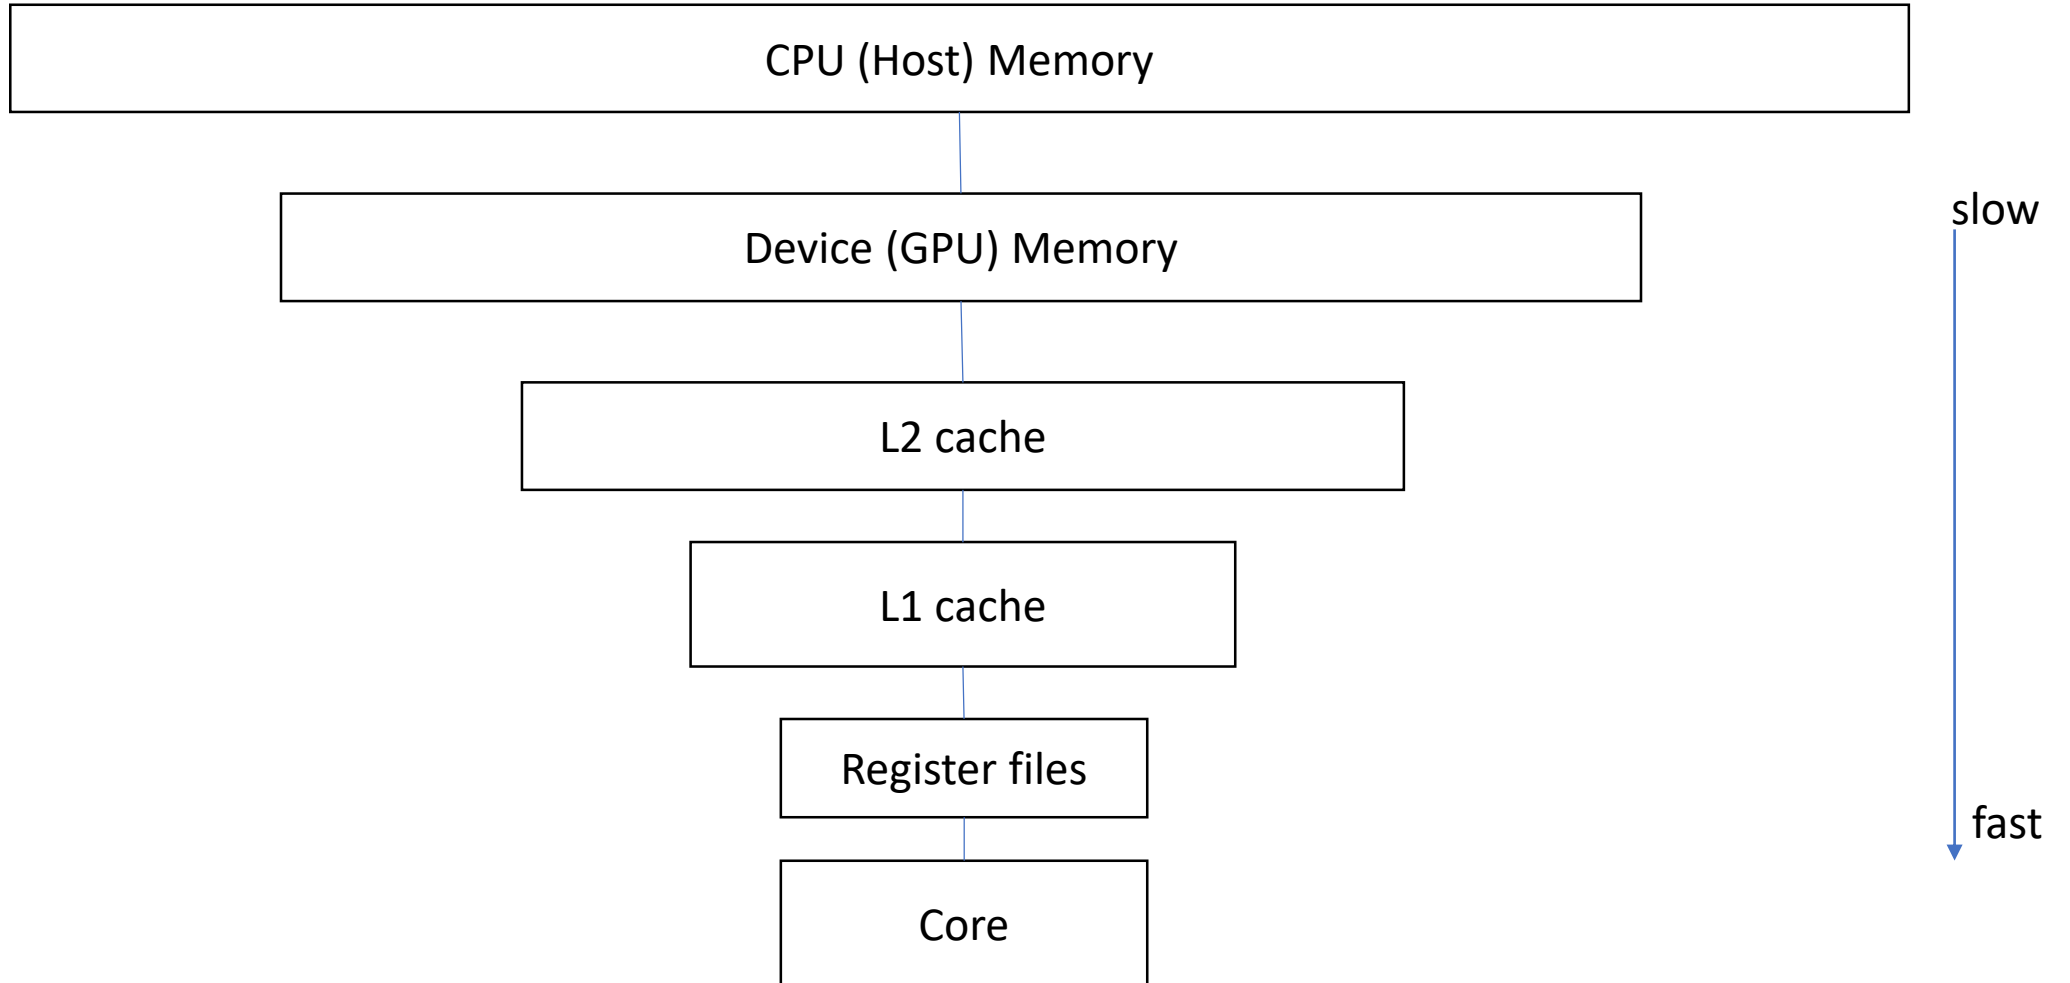 CPU (Host) Memory
slow
Device (GPU) Memory
L2 cache
L1 cache
Register files
fast
Core